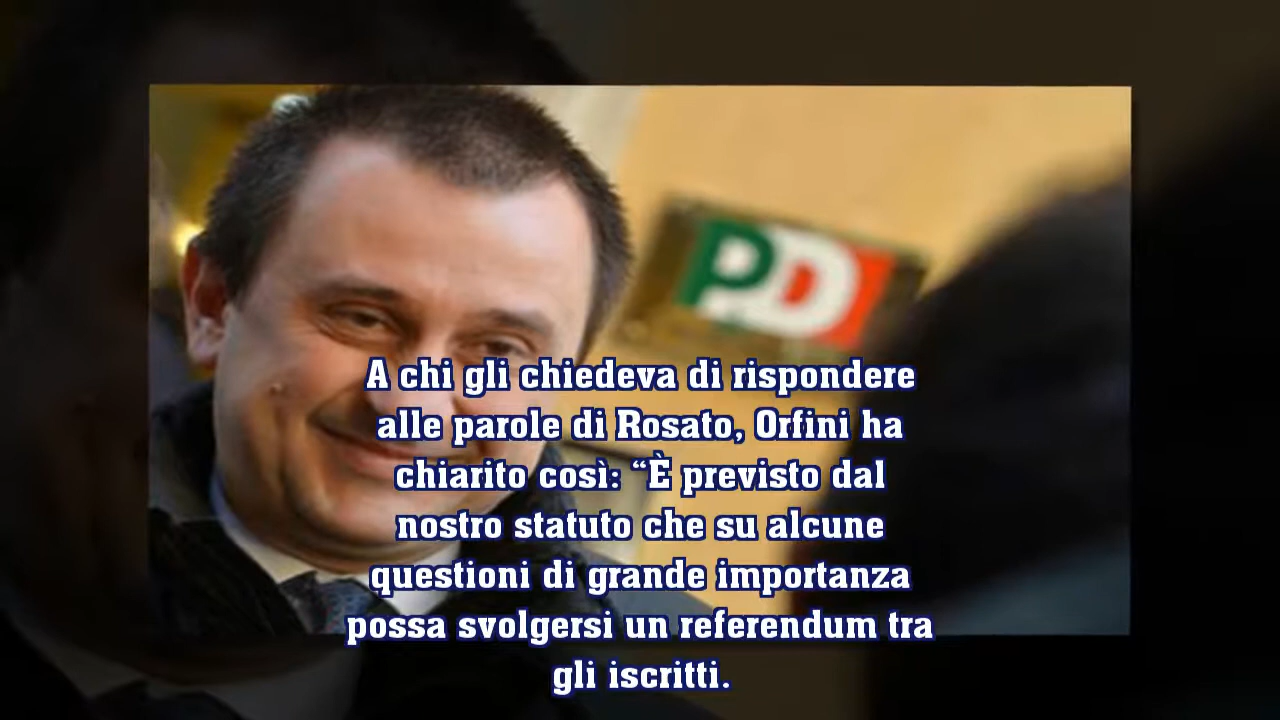 PD
A chi gli chiedeva di rispondere
alle parole di Rosato, Orfini ha
chiarito così: “È previsto dal
nostro statuto che su alcune
questioni di grande importanza
possa svolgersi un referendum tra
gli iscritti.